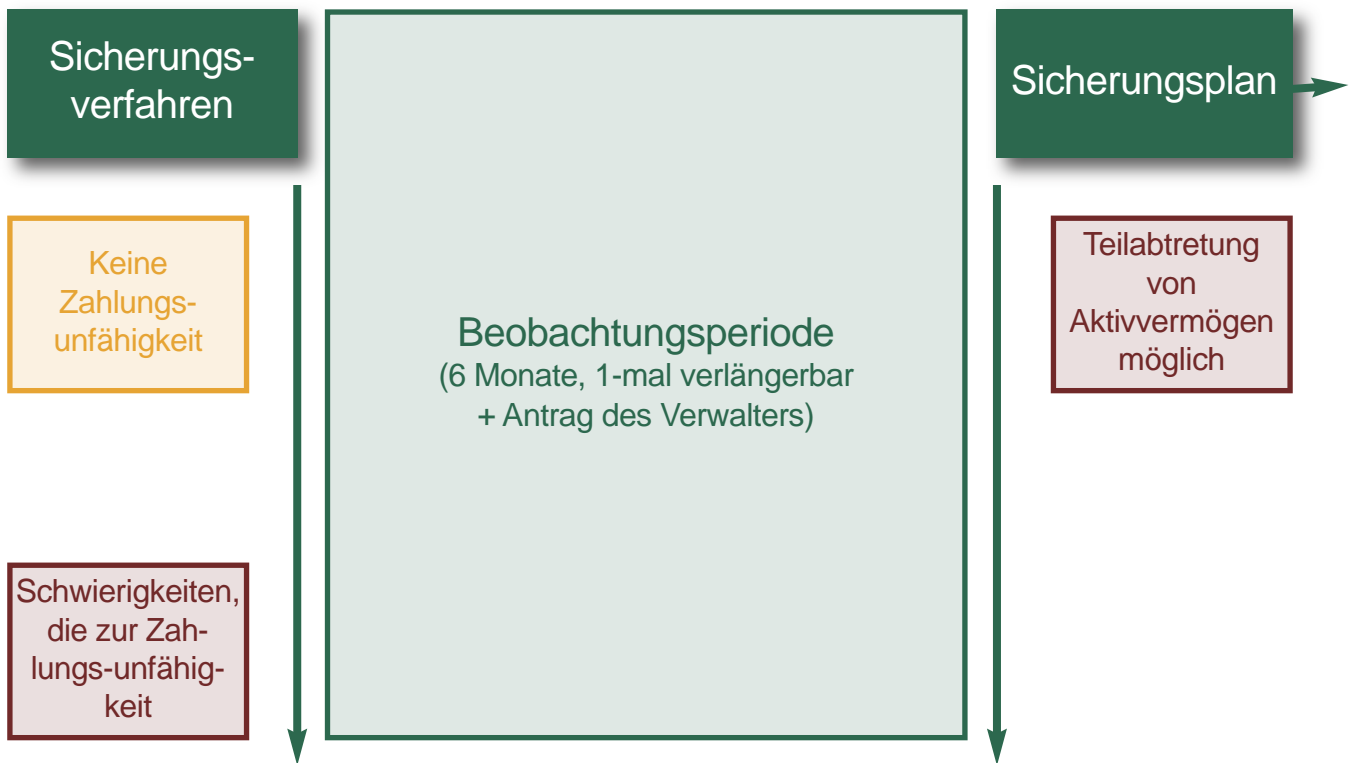 Sicherungs-
verfahren
Keine
Zahlungs-
unfähigkeit
Schwierigkeiten,
die zur Zah-
lungs-unfähig-
keit
Beobachtungsperiode
(6 Monate, 1-mal verlängerbar
+ Antrag des Verwalters)
Sicherungsplan
Teilabtretung
von
Aktivvermögen
möglich